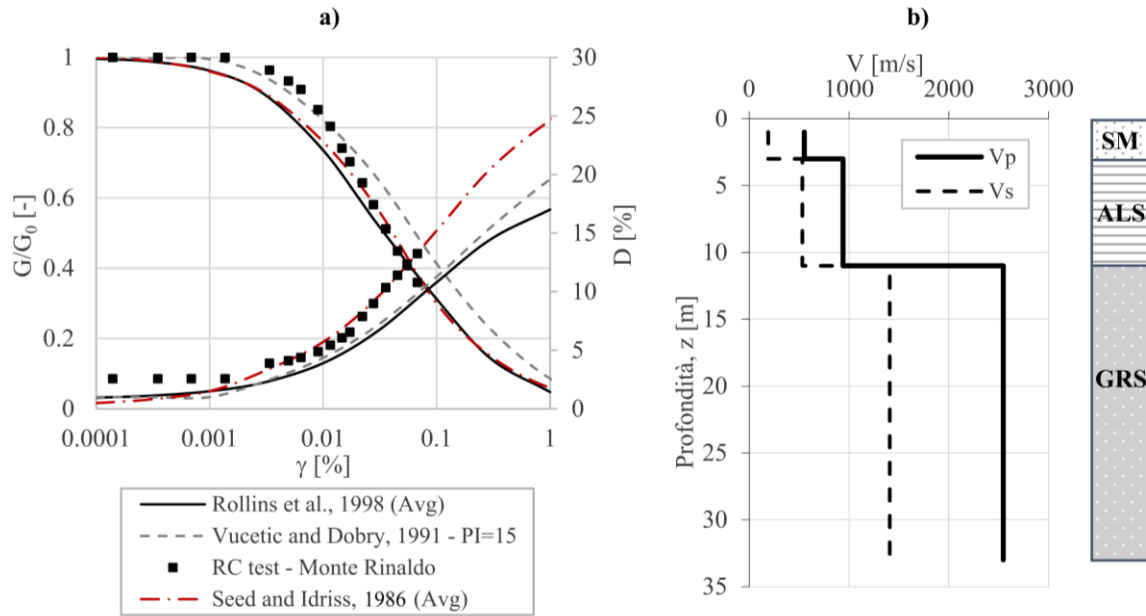 a)
G/G0 [-]
1
0.8
0.6
0.4
0.2
0
30
25
20
15
10
5
0
D [%]
0.0001 0.001 0.01 0.1 1
γ [%]
Rollins et al., 1998 (Avg)
Vucetic and Dobry, 1991 - PI=15
RC test - Monte Rinaldo
Seed and Idriss, 1986 (Avg)
b)
V [m/s]
0 1000 2000 3000
Profondità, z [m]
0
5
10
15
20
25
30
35
Vp
Vs
SM
ALS
GRS